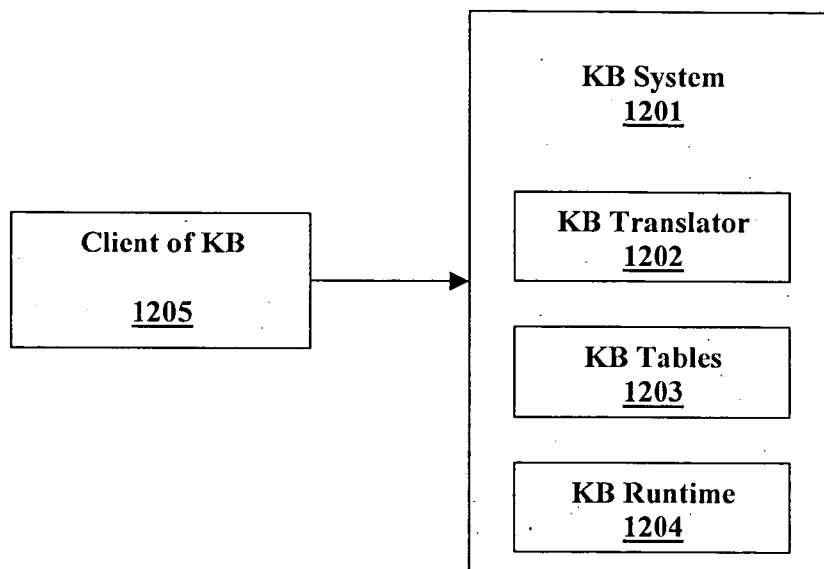 KB System
1201
Client of KB
1205
KB Translator
1202
KB Tables
1203
KB Runtime
1204